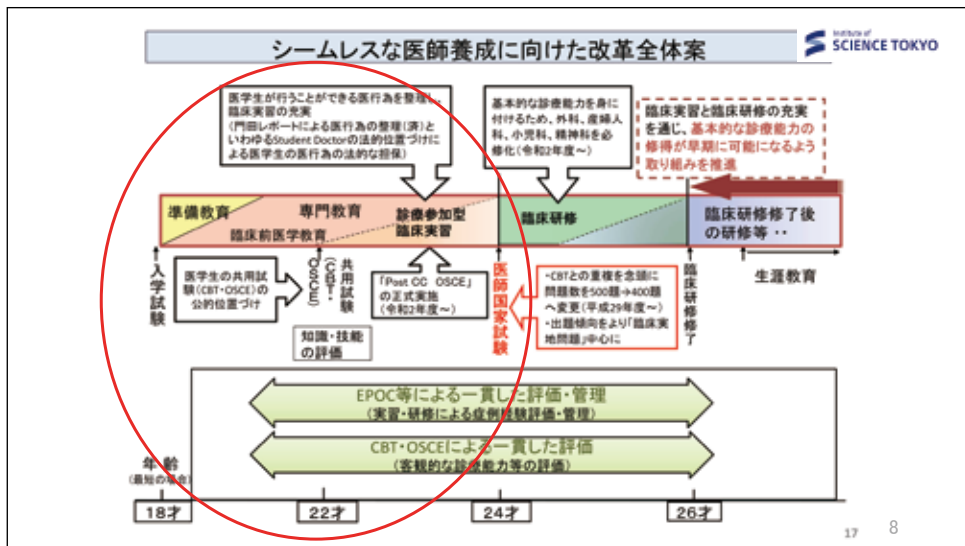 シームレスな医師養成に向けた改革全体案
Institute of
SCIENCE TOKYO
医学生が行うことができる医行為を整理し、
臨床実習の充実
(門田レポートによる医行為の整理(済)と
いわゆるStudent Doctorの法的位置づけに
よる医学生の医行為の法的な担保)
基本的な診療能力を身に
付けるため、外科、産婦人
科、小児科、精神科を必
修化(令和2年度～)
臨床実習と臨床研修の充実
を通じ、基本的な診療能力の
修得が早期に可能になるよう
取り組みを推進
準備教育
専門教育
臨床前医学教育
診療参加型
臨床実習
臨床研修
臨床研修修了後
の研修等‥
入学試験
医学生の共用試
験(CBT・OSCE)の
公的位置づけ
共用試験
(CBT・
OSCE)
知識・技能
の評価
「Post CC OSCE」
の正式実施
(令和2年度～)
医師国家試験
・CBTとの重複を念頭に
問題数を500題→400題
へ変更(平成29年度～)
・出題傾向をより「臨床実
地問題」中心に
臨床研修修了
生涯教育
EPOC等による一貫した評価・管理
(実習・研修による症例経験評価・管理)
CBT・OSCEによる一貫した評価
(客観的な診療能力等の評価)
年齢
(最短の場合)
18才
22才
24才
26才
17
8